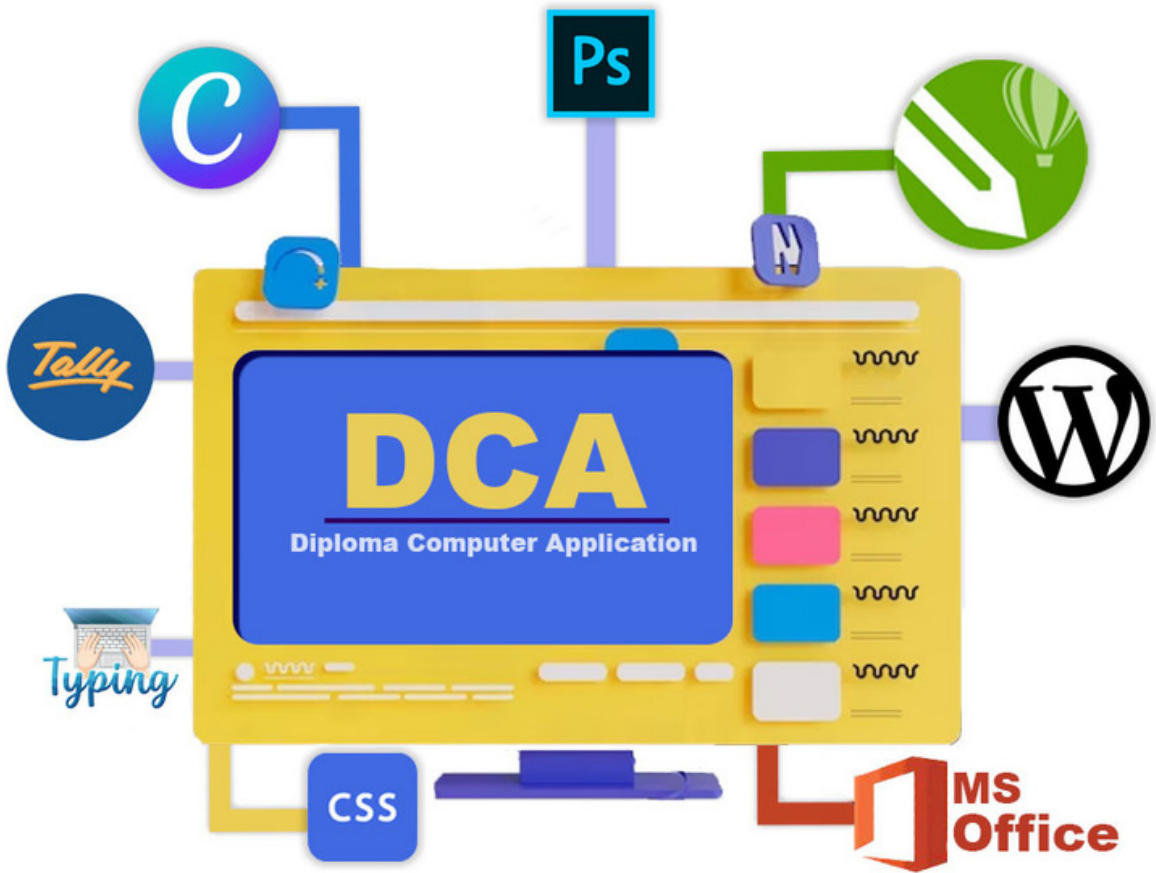 Ps
C
N
Tally
W
DCA
Diploma Computer Application
Typing
CSS
MS
Office